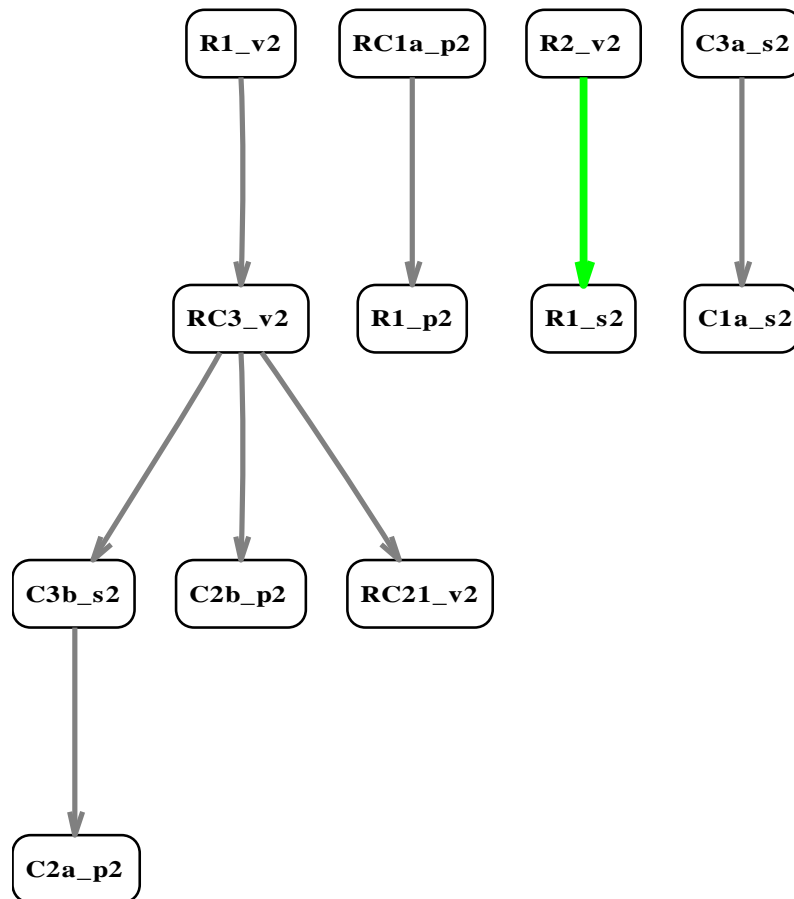 R1_v2
RC1a_p2
R2_v2
C3a_s2
RC3_v2
R1_p2
R1_s2
C1a_s2
C3b_s2
C2b_p2
RC21_v2
C2a_p2